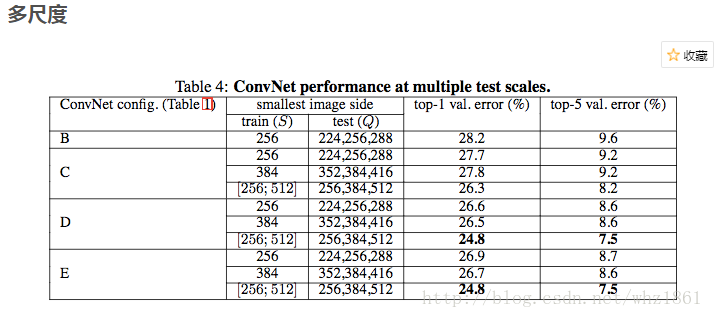 多尺度
收藏
Table 4: ConvNet performance at multiple test scales.
ConvNet config. (Table 1) smallest image side top-1 val. error (%) top-5 val. error (%)
train (S) test (Q)
B 256 224,256,288 28.2 9.6
256 224,256,288 27.7 9.2
C 384 352,384,416 27.8 9.2
[256; 512] 256,384,512 26.3 8.2
256 224,256,288 26.6 8.6
D 384 352,384,416 26.5 8.6
[256; 512] 256,384,512 24.8 7.5
256 224,256,288 26.9 8.7
E 384 352,384,416 26.7 8.6
[256; 512] 256,384,512 24.8 7.5
http://blog.csdn.net/whz1861